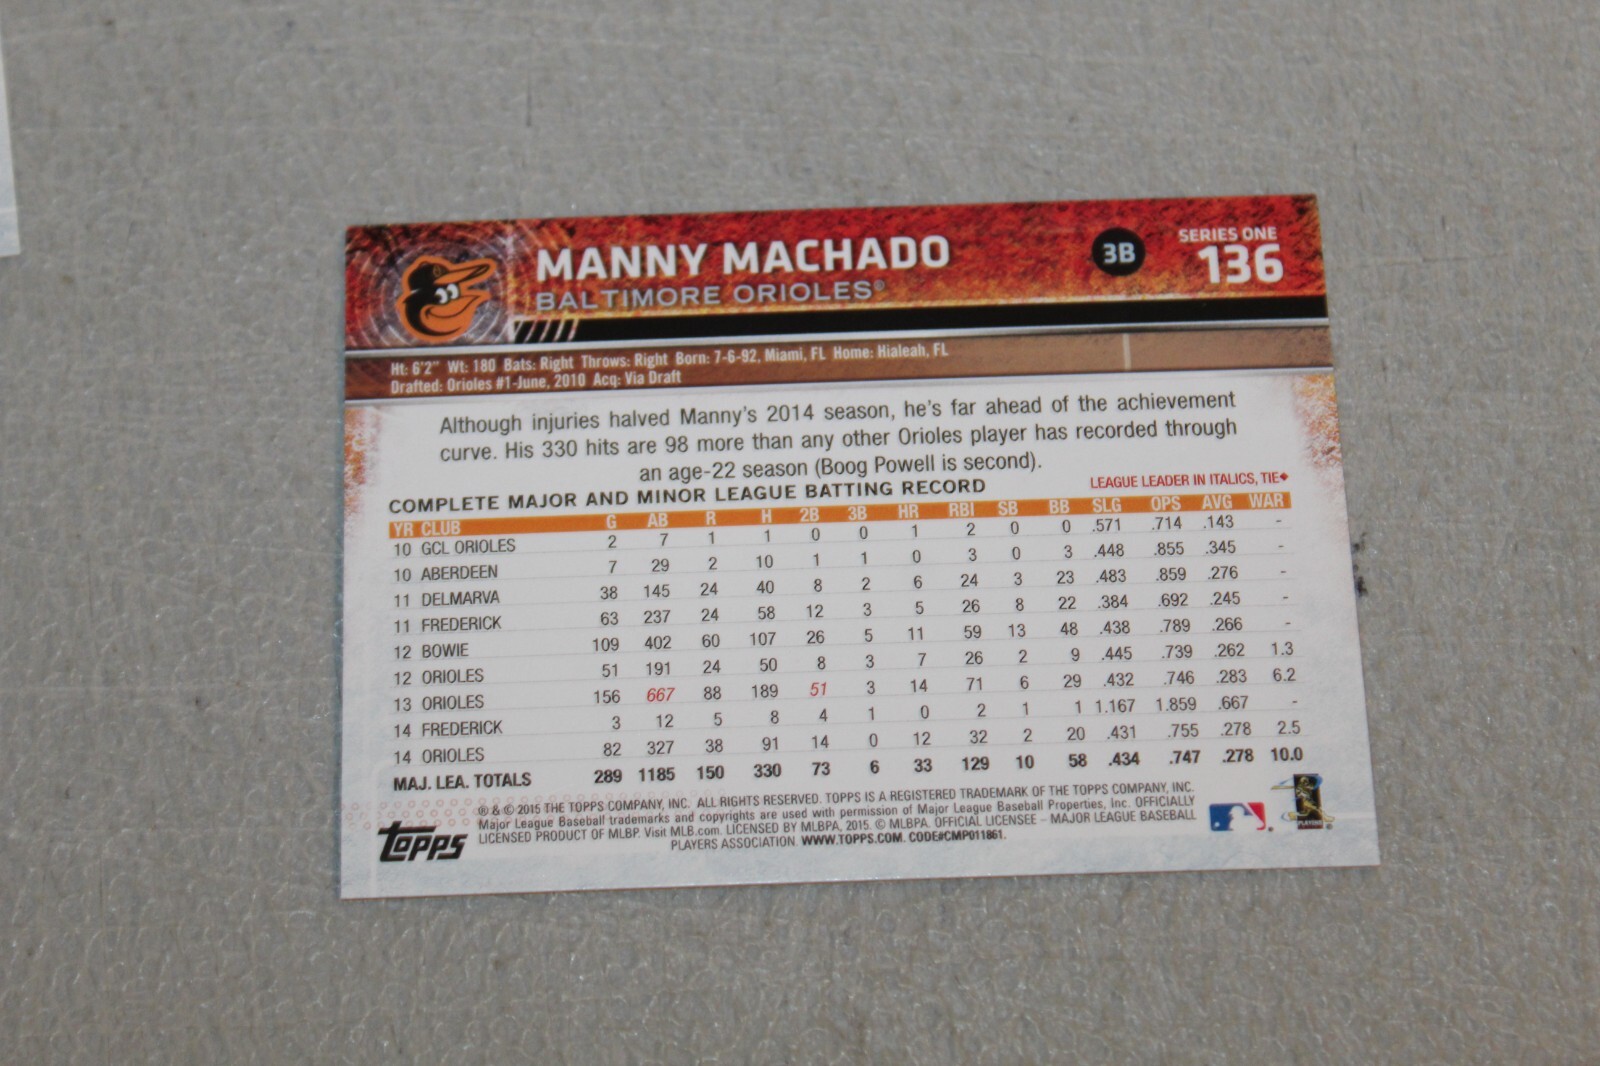 MANNY MACHADO
BALTIMORE ORIOLES®
3B
SERIES ONE
136
Ht: 6'2" Wt: 180 Bats: Right Throws: Right Born: 7-6-92, Miami, FL Home: Hialeah, FL
Drafted: Orioles #1-June, 2010 Acq: Via Draft
Although injuries halved Manny's 2014 season, he's far ahead of the achievement
curve. His 330 hits are 98 more than any other Orioles player has recorded through
an age-22 season (Boog Powell is second).
COMPLETE MAJOR AND MINOR LEAGUE BATTING RECORD LEAGUE LEADER IN ITALICS, TIE◆
YR CLUB G AB R H 2B 3B HR RBI SB BB SLG OPS AVG WAR
10 GCL ORIOLES 2 7 1 1 0 0 1 2 0 0 .571 .714 .143 -
10 ABERDEEN 7 29 2 10 1 1 0 3 0 3 .448 .855 .345 -
11 DELMARVA 38 145 24 40 8 2 6 24 3 23 .483 .859 .276 -
11 FREDERICK 63 237 24 58 12 3 5 26 8 22 .384 .692 .245 -
12 BOWIE 109 402 60 107 26 5 11 59 13 48 .438 .789 .266 -
12 ORIOLES 51 191 24 50 8 3 7 26 2 9 .445 .739 .262 1.3
13 ORIOLES 156 667 88 189 51 3 14 71 6 29 .432 .746 .283 6.2
14 FREDERICK 3 12 5 8 4 1 0 2 1 1 1.167 1.859 .667 -
14 ORIOLES 82 327 38 91 14 0 12 32 2 20 .431 .755 .278 2.5
MAJ. LEA. TOTALS 289 1185 150 330 73 6 33 129 10 58 .434 .747 .278 10.0
topps
® & © 2015 THE TOPPS COMPANY, INC. ALL RIGHTS RESERVED. TOPPS IS A REGISTERED TRADEMARK OF THE TOPPS COMPANY, INC.
Major League Baseball trademarks and copyrights are used with permission of Major League Baseball Properties, Inc. OFFICIALLY
LICENSED PRODUCT OF MLBP. Visit MLB.com. LICENSED BY MLBPA, 2015. © MLBPA. OFFICIAL LICENSEE – MAJOR LEAGUE BASEBALL
PLAYERS ASSOCIATION. WWW.TOPPS.COM. CODE#CMP011861.